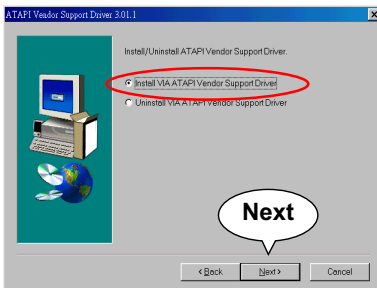 ATAPI Vendor Support Driver 3.01.1
Install/Uninstall ATAPI Vendor Support Driver.
Install VIA ATAPI Vendor Support Driver
Uninstall VIA ATAPI Vendor Support Driver
Next
< Back
Next >
Cancel